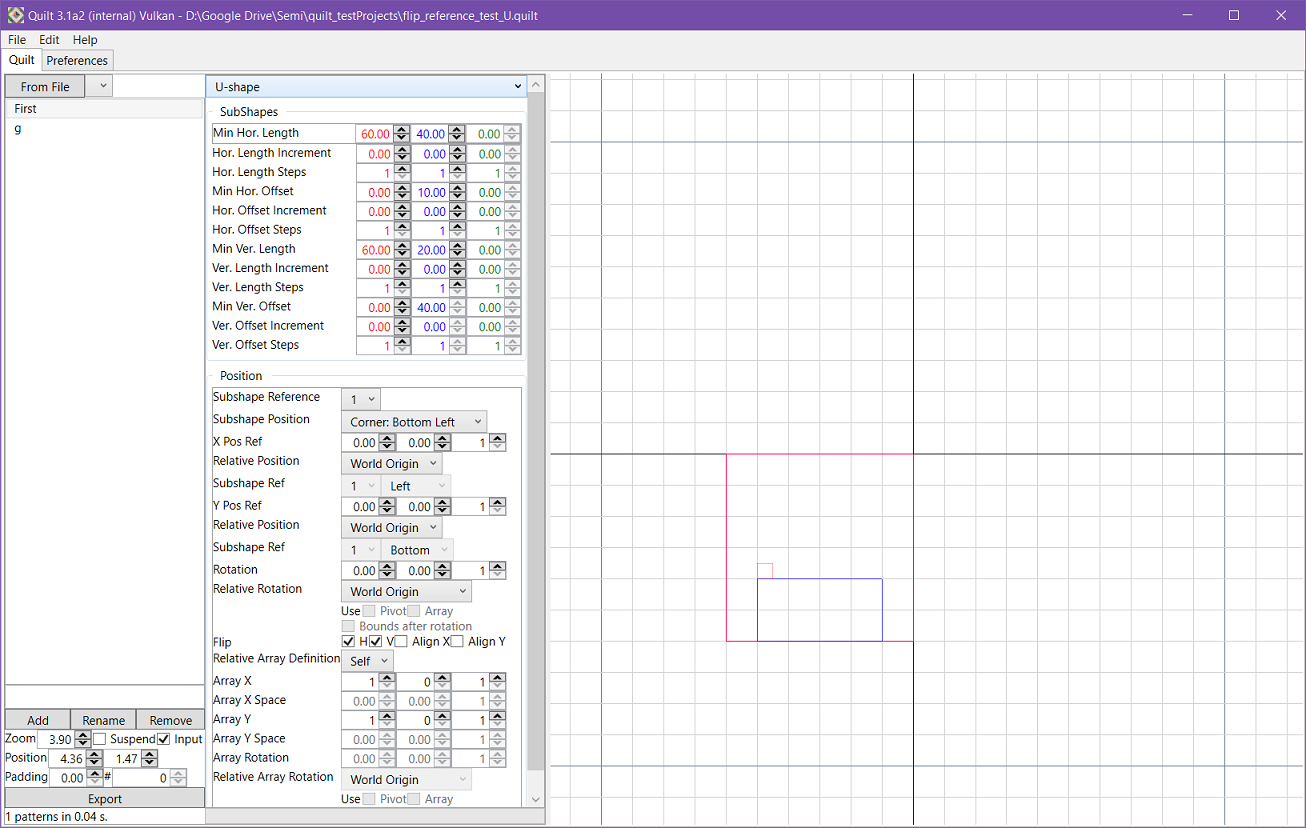 Quilt 3.1a2 (internal) Vulkan - D:\Google Drive\Semi\quilt_testProjects\flip_reference_test_U.quilt
File Edit Help
Quilt Preferences
From File
First
g
U-shape
SubShapes
Min Hor. Length 60.00 40.00 0.00
Hor. Length Increment 0.00 0.00 0.00
Hor. Length Steps 1 1 1
Min Hor. Offset 0.00 10.00 0.00
Hor. Offset Increment 0.00 0.00 0.00
Hor. Offset Steps 1 1 1
Min Ver. Length 60.00 20.00 0.00
Ver. Length Increment 0.00 0.00 0.00
Ver. Length Steps 1 1 1
Min Ver. Offset 0.00 40.00 0.00
Ver. Offset Increment 0.00 0.00 0.00
Ver. Offset Steps 1 1 1
Position
Subshape Reference 1
Subshape Position Corner: Bottom Left
X Pos Ref 0.00 0.00 1
Relative Position World Origin
Subshape Ref 1 Left
Y Pos Ref 0.00 0.00 1
Relative Position World Origin
Subshape Ref 1 Bottom
Rotation 0.00 0.00 1
Relative Rotation World Origin
Use Pivot Array
Bounds after rotation
Flip H V Align X Align Y
Relative Array Definition Self
Array X 1 0 1
Array X Space 0.00 0.00 1
Array Y 1 0 1
Array Y Space 0.00 0.00 1
Array Rotation 0.00 0.00 1
Relative Array Rotation World Origin
Use Pivot Array
Add Rename Remove
Zoom 3.90 Suspend Input
Position 4.36 1.47
Padding 0.00 # 0
Export
1 patterns in 0.04 s.